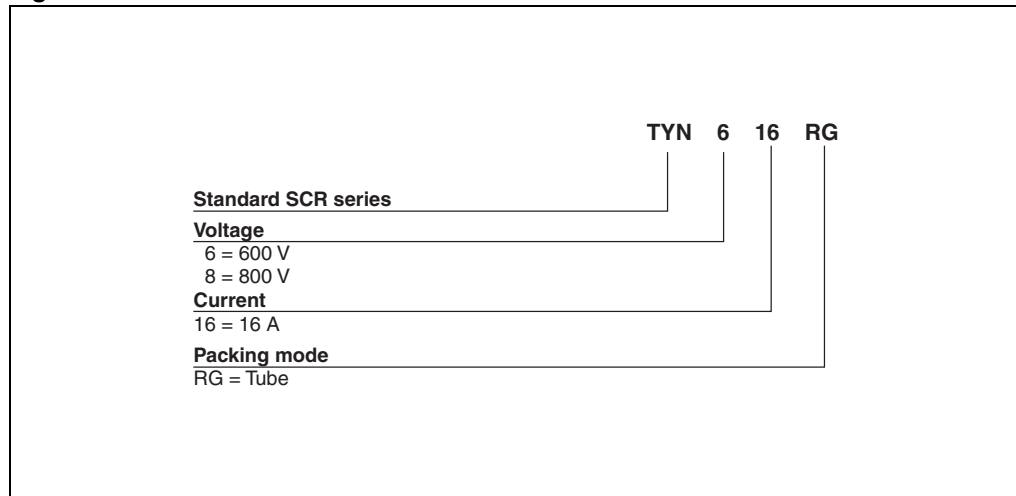 TYN 6 16 RG
Standard SCR series
Voltage
6 = 600 V
8 = 800 V
Current
16 = 16 A
Packing mode
RG = Tube